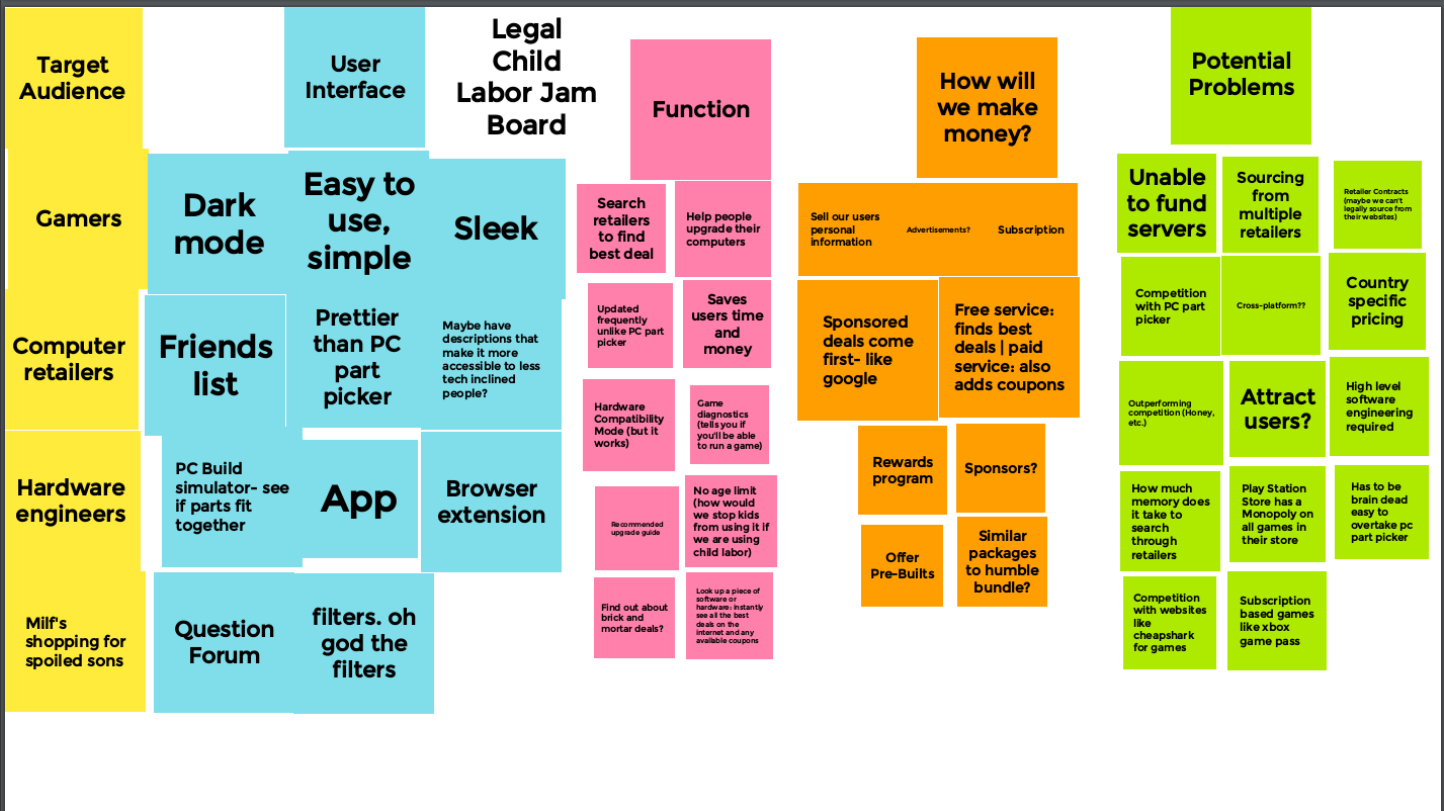 Target
Audience
Gamers
Computer
retailers
Hardware
engineers
Milf's
shopping for
spoiled sons
User
Interface
Dark
mode
Easy to
use,
simple
Sleek
Friends
list
Prettier
than PC
part
picker
Maybe have
descriptions that
make it more
accessible to less
tech inclined
people?
PC Build
simulator- see
if parts fit
together
App
Browser
extension
Question
Forum
filters. oh
god the
filters
Legal
Child
Labor Jam
Board
Function
Search
retailers
to find
best deal
Help people
upgrade their
computers
Updated
frequently
unlike PC part
picker
Saves
users time
and
money
Hardware
Compatibility
Mode (but it
works)
Game
diagnostics
(tells you if
you'll be able
to run a game)
Recommended
upgrade guide
No age limit
(how would
we stop kids
from using it if
we are using
child labor)
Find out about
brick and
mortar deals?
Look up a piece of
software or
hardware: instantly
see all the best
deals on the
internet and any
available coupons
How will
we make
money?
Sell our users
personal
information
Advertisements?
Subscription
Sponsored
deals come
first- like
google
Free service:
finds best
deals | paid
service: also
adds coupons
Rewards
program
Sponsors?
Offer
Pre-Builts
Similar
packages
to humble
bundle?
Potential
Problems
Unable
to fund
servers
Sourcing
from
multiple
retailers
Retailer Contracts
(maybe we can't
legally source from
their websites)
Competition
with PC part
picker
Cross-platform??
Country
specific
pricing
Outperforming
competition (Honey,
etc.)
Attract
users?
High level
software
engineering
required
How much
memory does
it take to
search
through
retailers
Play Station
Store has a
Monopoly on
all games in
their store
Has to be
brain dead
easy to
overtake pc
part picker
Competition
with websites
like
cheapshark
for games
Subscription
based games
like xbox
game pass